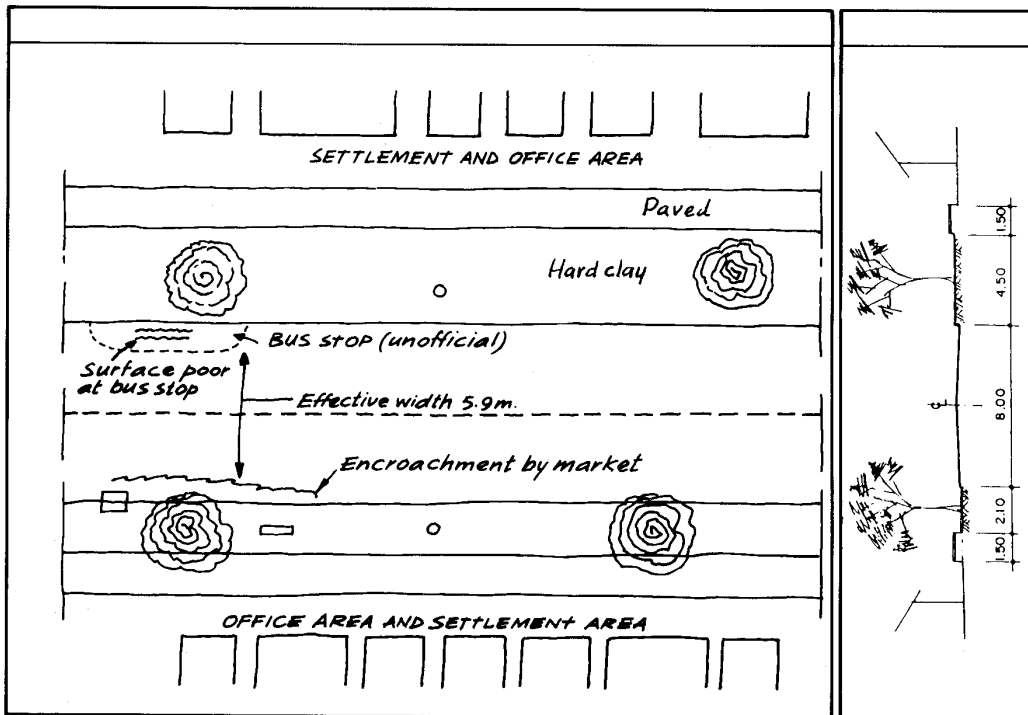 SETTLEMENT AND OFFICE AREA
Paved
Hard clay
BUS STOP (unofficial)
Surface poor
at bus stop
Effective width 5.9m.
Encroachment by market
OFFICE AREA AND SETTLEMENT AREA
1.50
4.50
8.00
2.10
1.50